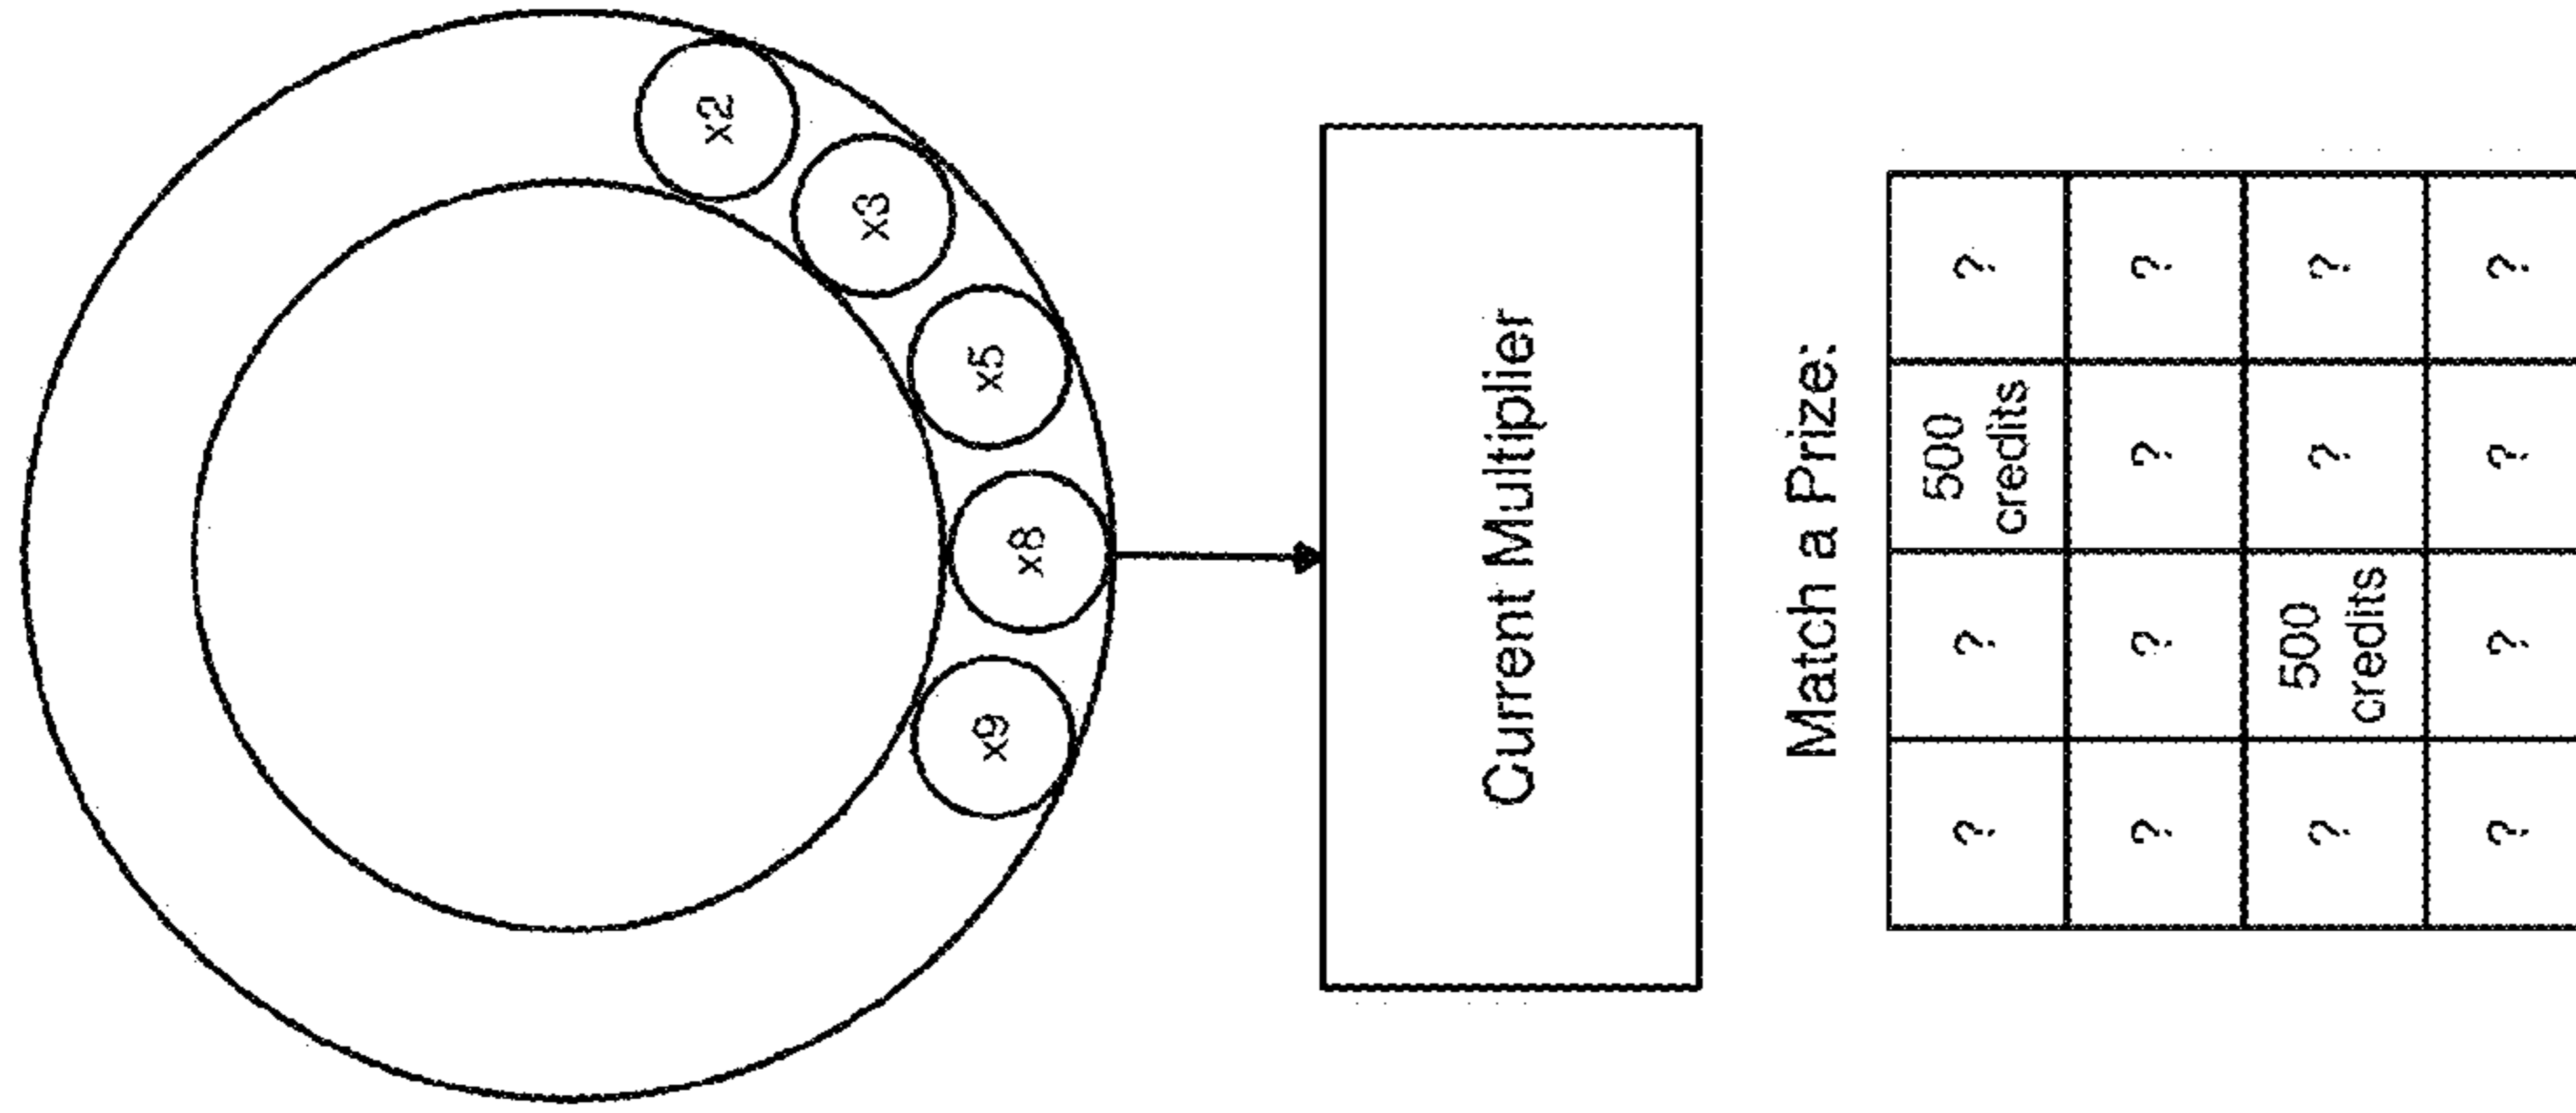 x2
x3
x5
x8
x9
Current Multiplier
Match a Prize:
?
?
500
credits
?
?
?
?
?
?
500
credits
?
?
?
?
?
?